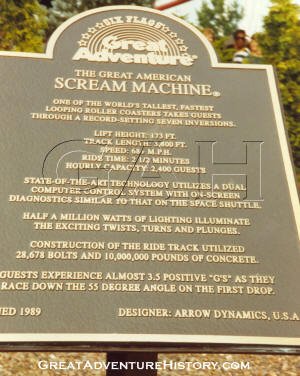 SIX FLAGS
Great
Adventure®
THE GREAT AMERICAN
SCREAM MACHINE®
ONE OF THE WORLD'S TALLEST, FASTEST
LOOPING ROLLER COASTERS TAKES GUESTS
THROUGH A RECORD-SETTING SEVEN INVERSIONS.
LIFT HEIGHT: 173 FT.
TRACK LENGTH: 3,800 FT.
SPEED: 68 M.P.H.
RIDE TIME: 2 1/2 MINUTES
HOURLY CAPACITY: 2,400 GUESTS
STATE-OF-THE-ART TECHNOLOGY UTILIZES A DUAL
COMPUTER CONTROL SYSTEM WITH ON-SCREEN
DIAGNOSTICS SIMILAR TO THAT ON THE SPACE SHUTTLE.
HALF A MILLION WATTS OF LIGHTING ILLUMINATE
THE EXCITING TWISTS, TURNS AND PLUNGES.
CONSTRUCTION OF THE RIDE TRACK UTILIZED
28,678 BOLTS AND 10,000,000 POUNDS OF CONCRETE.
GUESTS EXPERIENCE ALMOST 3.5 POSITIVE "G'S" AS THEY
RACE DOWN THE 55 DEGREE ANGLE ON THE FIRST DROP.
NED 1989 DESIGNER: ARROW DYNAMICS, U.S.A
GAH
GREATADVENTUREHISTORY.COM